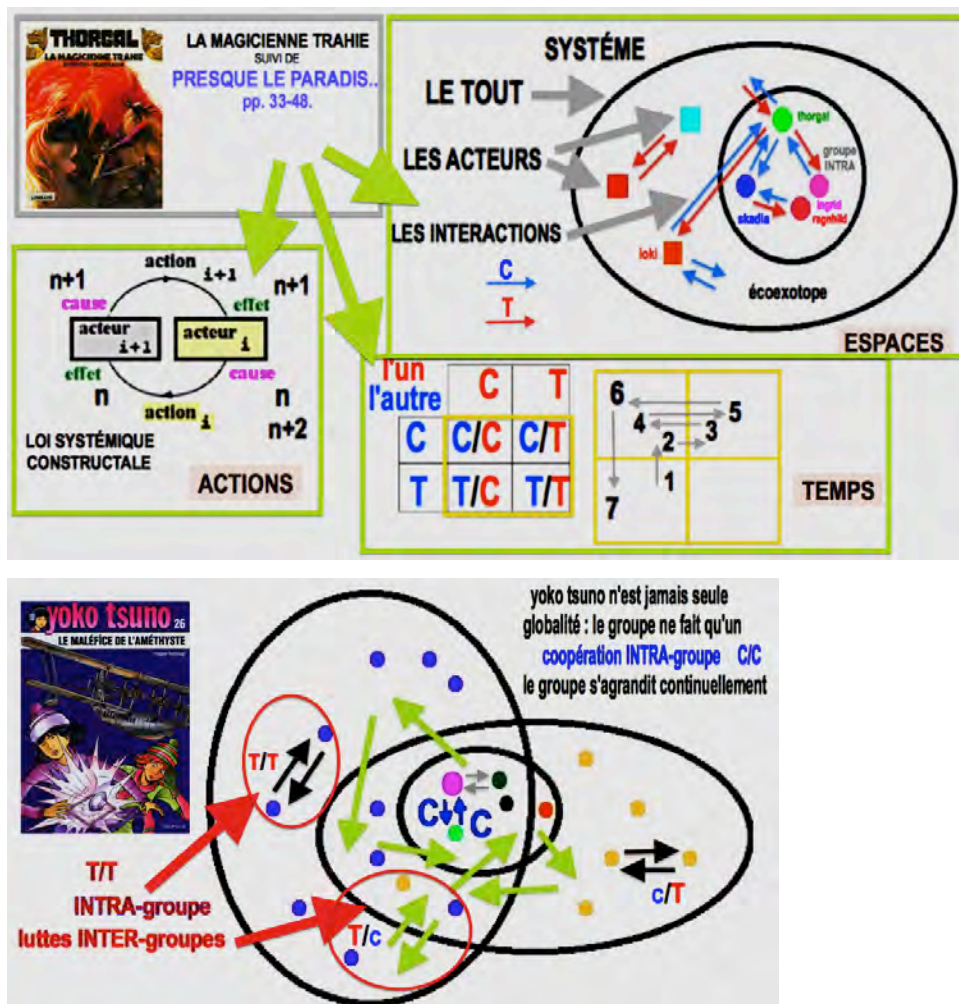 THORGAL
LA MAGICIENNE TRAHIE
LA MAGICIENNE TRAHIE
SUIVI DE
PRESQUE LE PARADIS..
pp. 33-48.
SYSTÉME
LE TOUT
LES ACTEURS
LES INTERACTIONS
C
T
thorgal
groupe
INTRA
ingrid
skadia
ragnhild
loki
écoexotope
ESPACES
n+1
action
i+1
n+1
cause
effet
acteur
i+1
acteur
i
effet
cause
n
action i
n
n+2
LOI SYSTÉMIQUE
CONSTRUCTALE
ACTIONS
l'un
l'autre
C T
C C/C C/T
T T/C T/T
6
4
5
2
3
1
7
TEMPS
yoko tsuno 26
LE MALÉFICE DE L'AMÉTHYSTE
yoko tsuno n'est jamais seule
globalité : le groupe ne fait qu'un
coopération INTRA-groupe C/C
le groupe s'agrandit continuellement
T/T
C C
C/T
T/T
INTRA-groupe
luttes INTER-groupes
T/C